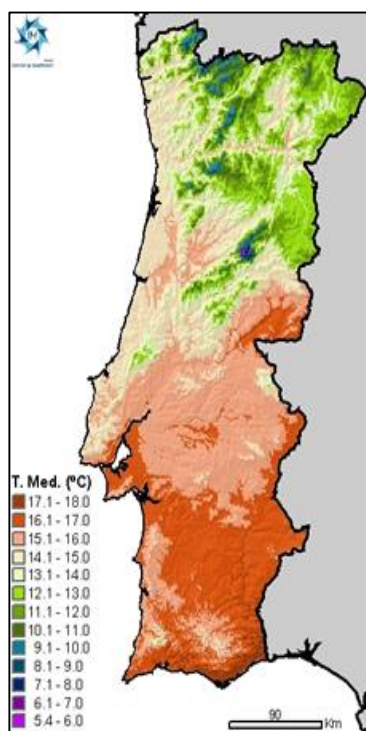 T. Med. (ºC)
17.1 - 18.0
16.1 - 17.0
15.1 - 16.0
14.1 - 15.0
13.1 - 14.0
12.1 - 13.0
11.1 - 12.0
10.1 - 11.0
9.1 - 10.0
8.1 - 9.0
7.1 - 8.0
6.1 - 7.0
5.4 - 6.0
90
Km